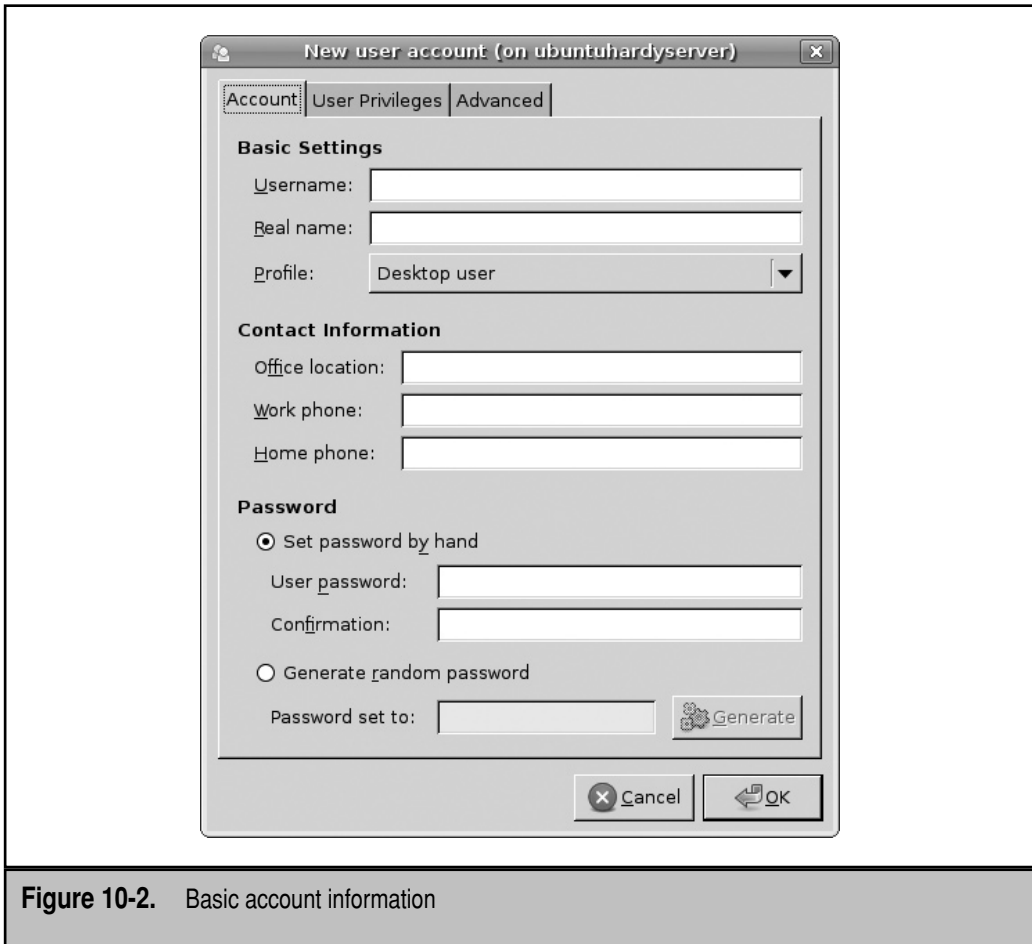 New user account (on ubuntuhardyserver)
Account User Privileges Advanced
Basic Settings
Username:
Real name:
Profile: Desktop user
Contact Information
Office location:
Work phone:
Home phone:
Password
Set password by hand
User password:
Confirmation:
Generate random password
Password set to: Generate
Cancel OK
Figure 10-2. Basic account information